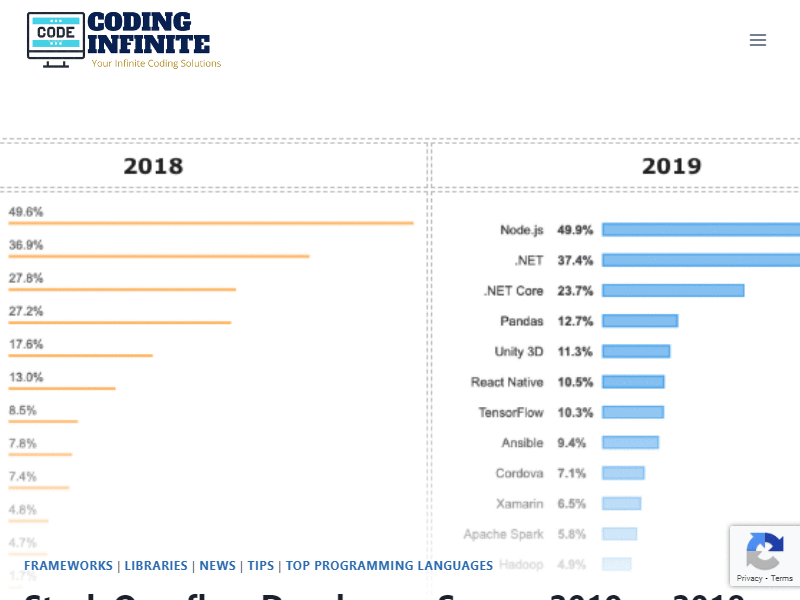 CODE
CODING
INFINITE
Your Infinite Coding Solutions
2018
2019
49.6%
36.9%
27.8%
27.2%
17.6%
13.0%
8.5%
7.8%
7.4%
4.8%
4.7%
1.7%
Node.js 49.9%
.NET 37.4%
.NET Core 23.7%
Pandas 12.7%
Unity 3D 11.3%
React Native 10.5%
TensorFlow 10.3%
Ansible 9.4%
Cordova 7.1%
Xamarin 6.5%
Apache Spark 5.8%
Hadoop 4.9%
FRAMEWORKS | LIBRARIES | NEWS | TIPS | TOP PROGRAMMING LANGUAGES
Privacy - Terms